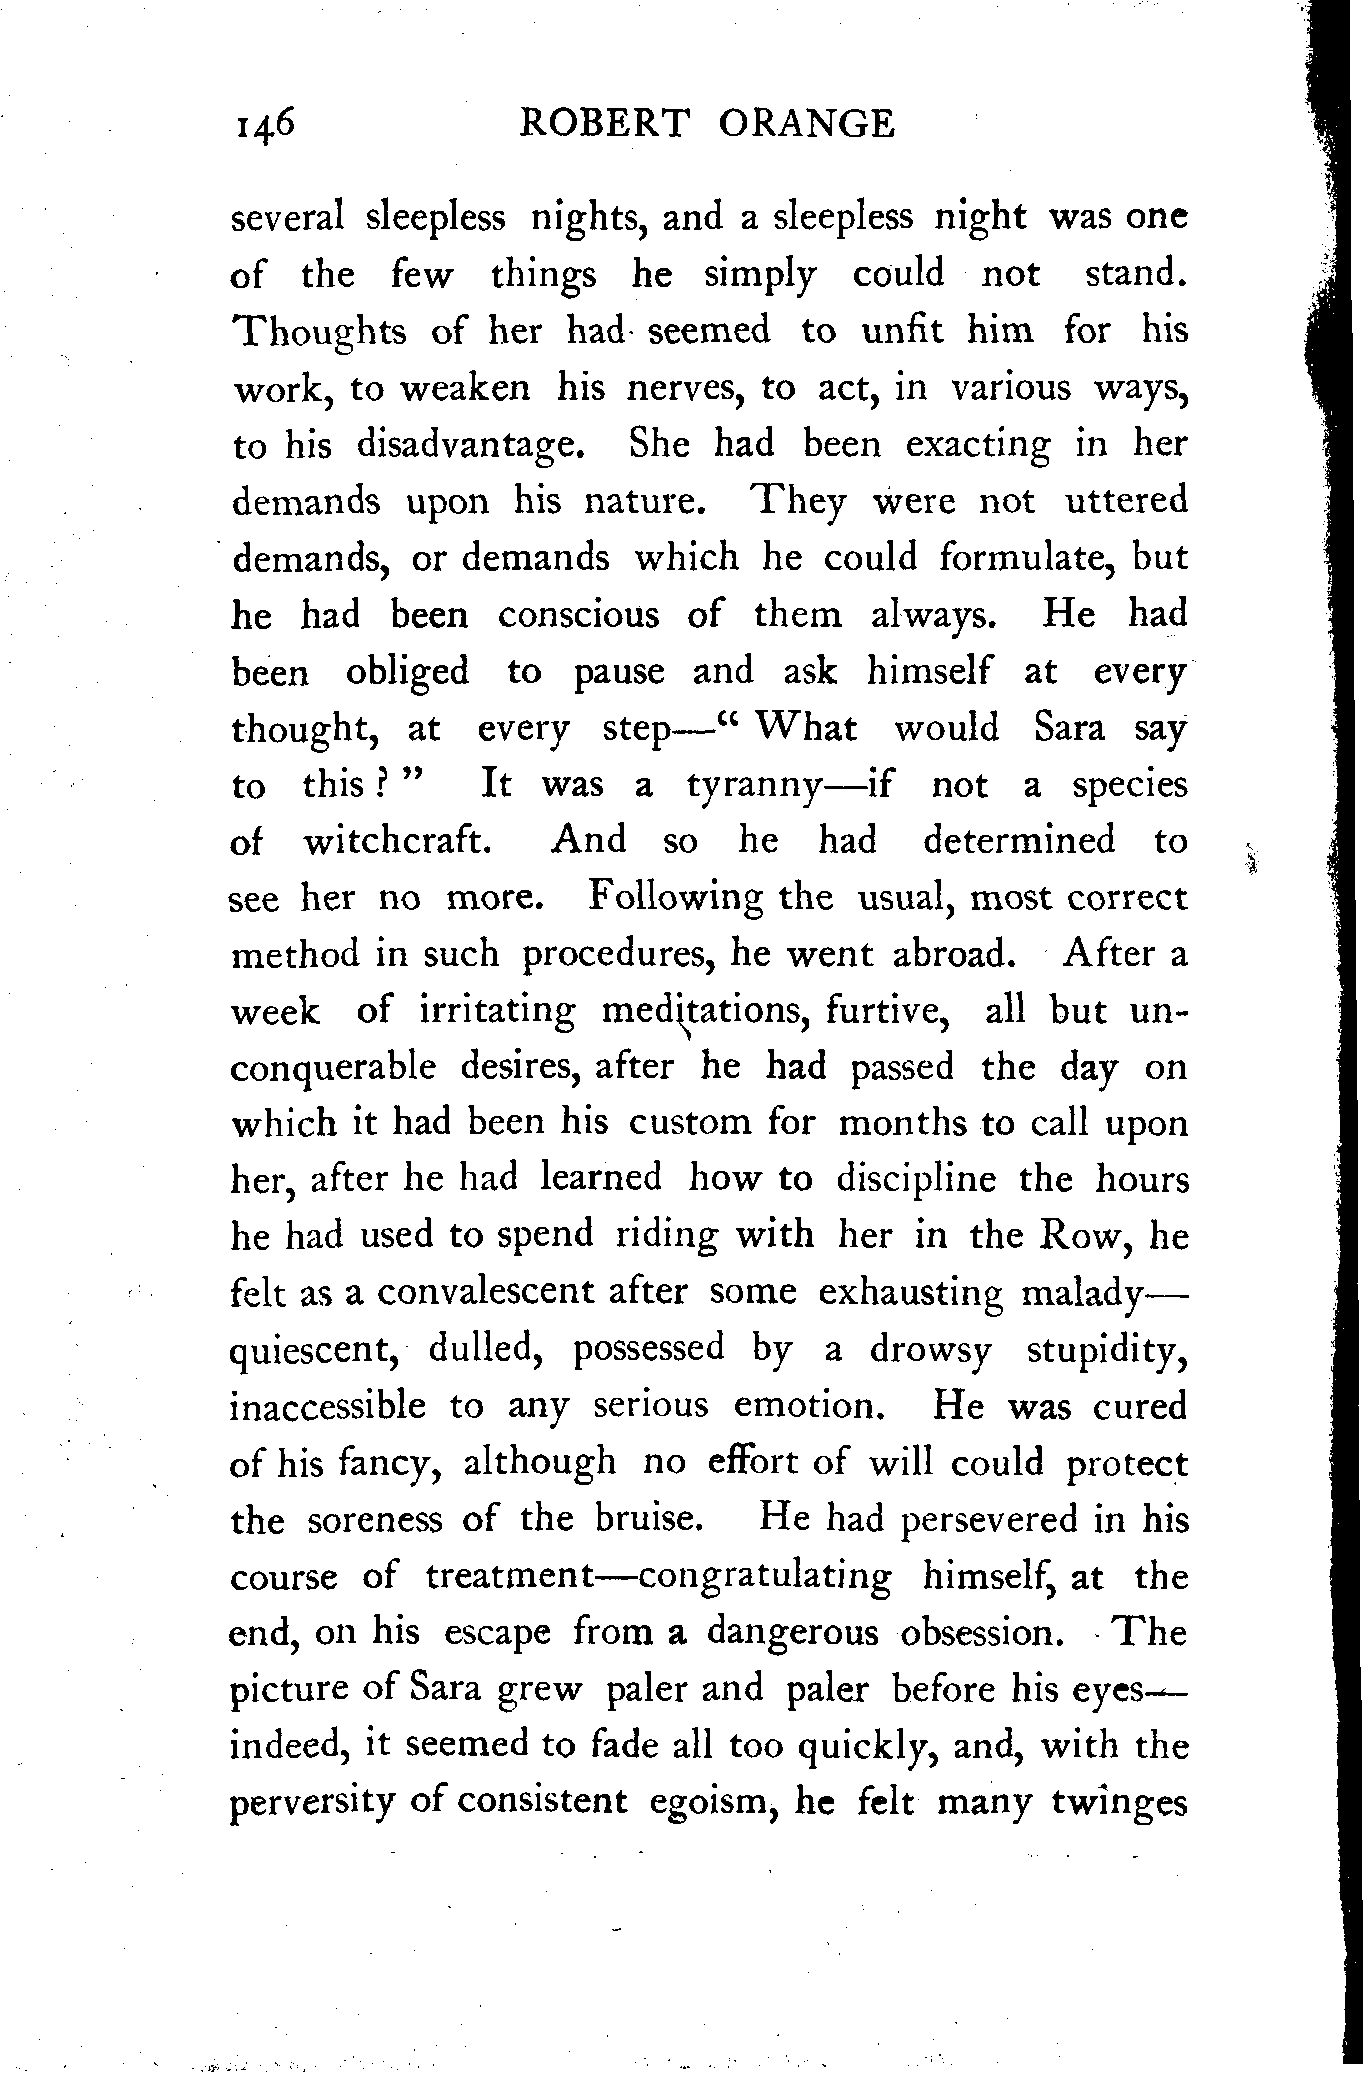 146 ROBERT ORANGE
several sleepless nights, and a sleepless night was one
of the few things he simply could not stand.
Thoughts of her had seemed to unfit him for his
work, to weaken his nerves, to act, in various ways,
to his disadvantage. She had been exacting in her
demands upon his nature. They were not uttered
demands, or demands which he could formulate, but
he had been conscious of them always. He had
been obliged to pause and ask himself at every
thought, at every step—“ What would Sara say
to this ? ” It was a tyranny—if not a species
of witchcraft. And so he had determined to
see her no more. Following the usual, most correct
method in such procedures, he went abroad. After a
week of irritating meditations, furtive, all but un-
conquerable desires, after he had passed the day on
which it had been his custom for months to call upon
her, after he had learned how to discipline the hours
he had used to spend riding with her in the Row, he
felt as a convalescent after some exhausting malady—
quiescent, dulled, possessed by a drowsy stupidity,
inaccessible to any serious emotion. He was cured
of his fancy, although no effort of will could protect
the soreness of the bruise. He had persevered in his
course of treatment—congratulating himself, at the
end, on his escape from a dangerous obsession. The
picture of Sara grew paler and paler before his eyes—
indeed, it seemed to fade all too quickly, and, with the
perversity of consistent egoism, he felt many twinges